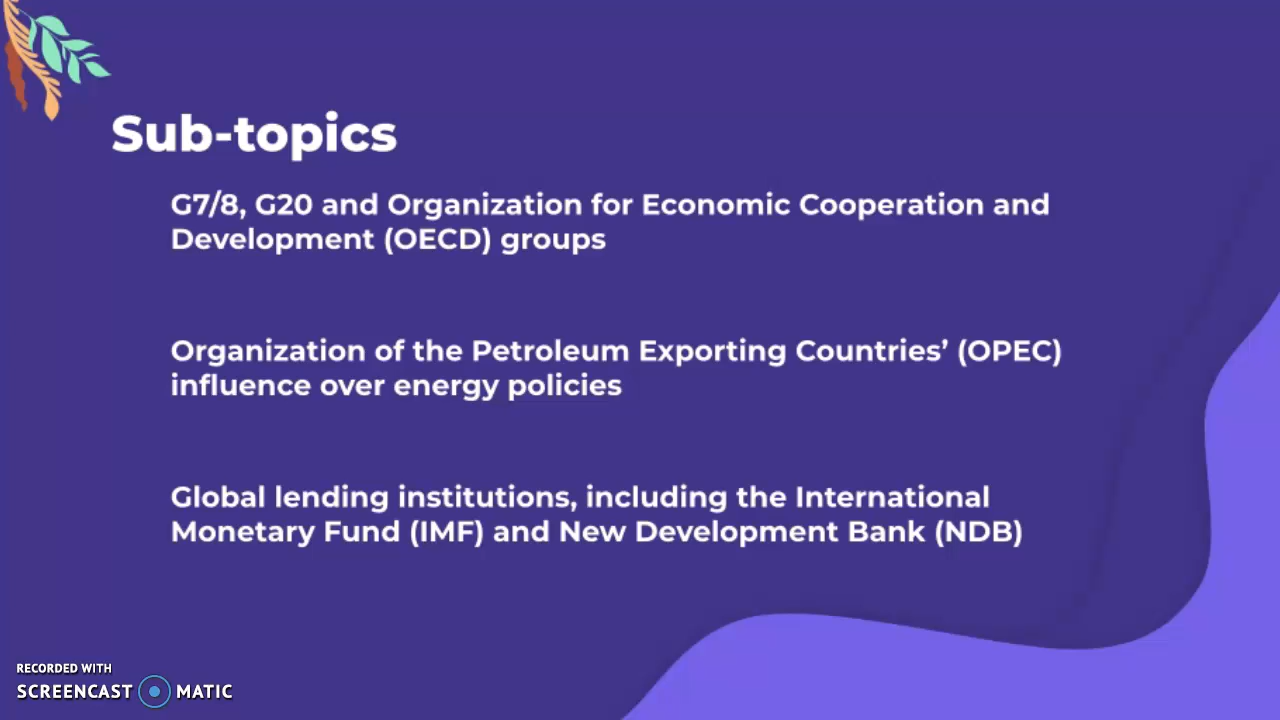 Sub-topics
G7/8, G20 and Organization for Economic Cooperation and
Development (OECD) groups
Organization of the Petroleum Exporting Countries’ (OPEC)
influence over energy policies
Global lending institutions, including the International
Monetary Fund (IMF) and New Development Bank (NDB)
RECORDED WITH
SCREENCAST MATIC